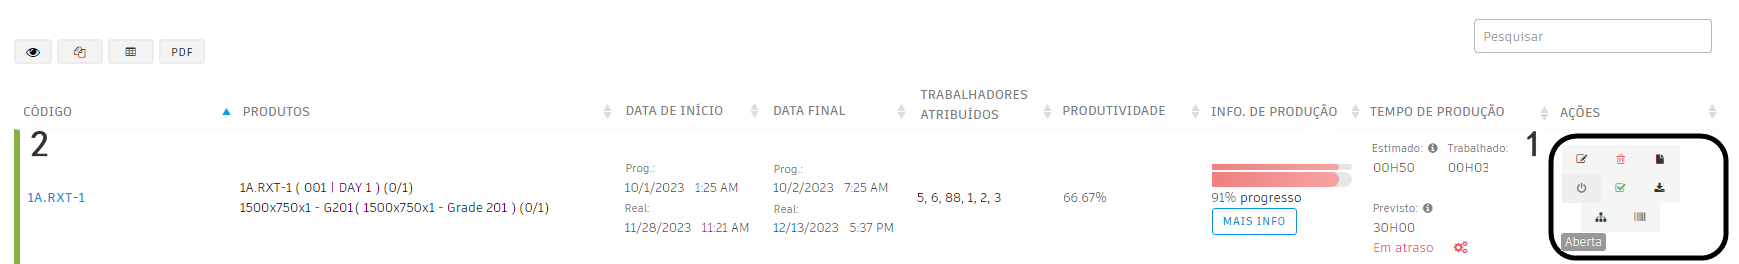 Pesquisar
PDF
CÓDIGO PRODUTOS DATA DE INÍCIO DATA FINAL TRABALHADORES ATRIBUÍDOS PRODUTIVIDADE INFO. DE PRODUÇÃO TEMPO DE PRODUÇÃO AÇÕES
2
1
1A.RXT-1
1A.RXT-1 ( 001 | DAY 1 ) (0/1)
1500x750x1 - G201( 1500x750x1 - Grade 201 ) (0/1)
Prog.:
10/1/2023 1:25 AM
Real:
11/28/2023 11:21 AM
Prog.:
10/2/2023 7:25 AM
Real:
12/13/2023 5:37 PM
5, 6, 88, 1, 2, 3
66.67%
91% progresso
MAIS INFO
Estimado: Trabalhado:
00H50 00H03
Previsto:
30H00
Em atraso
Aberta